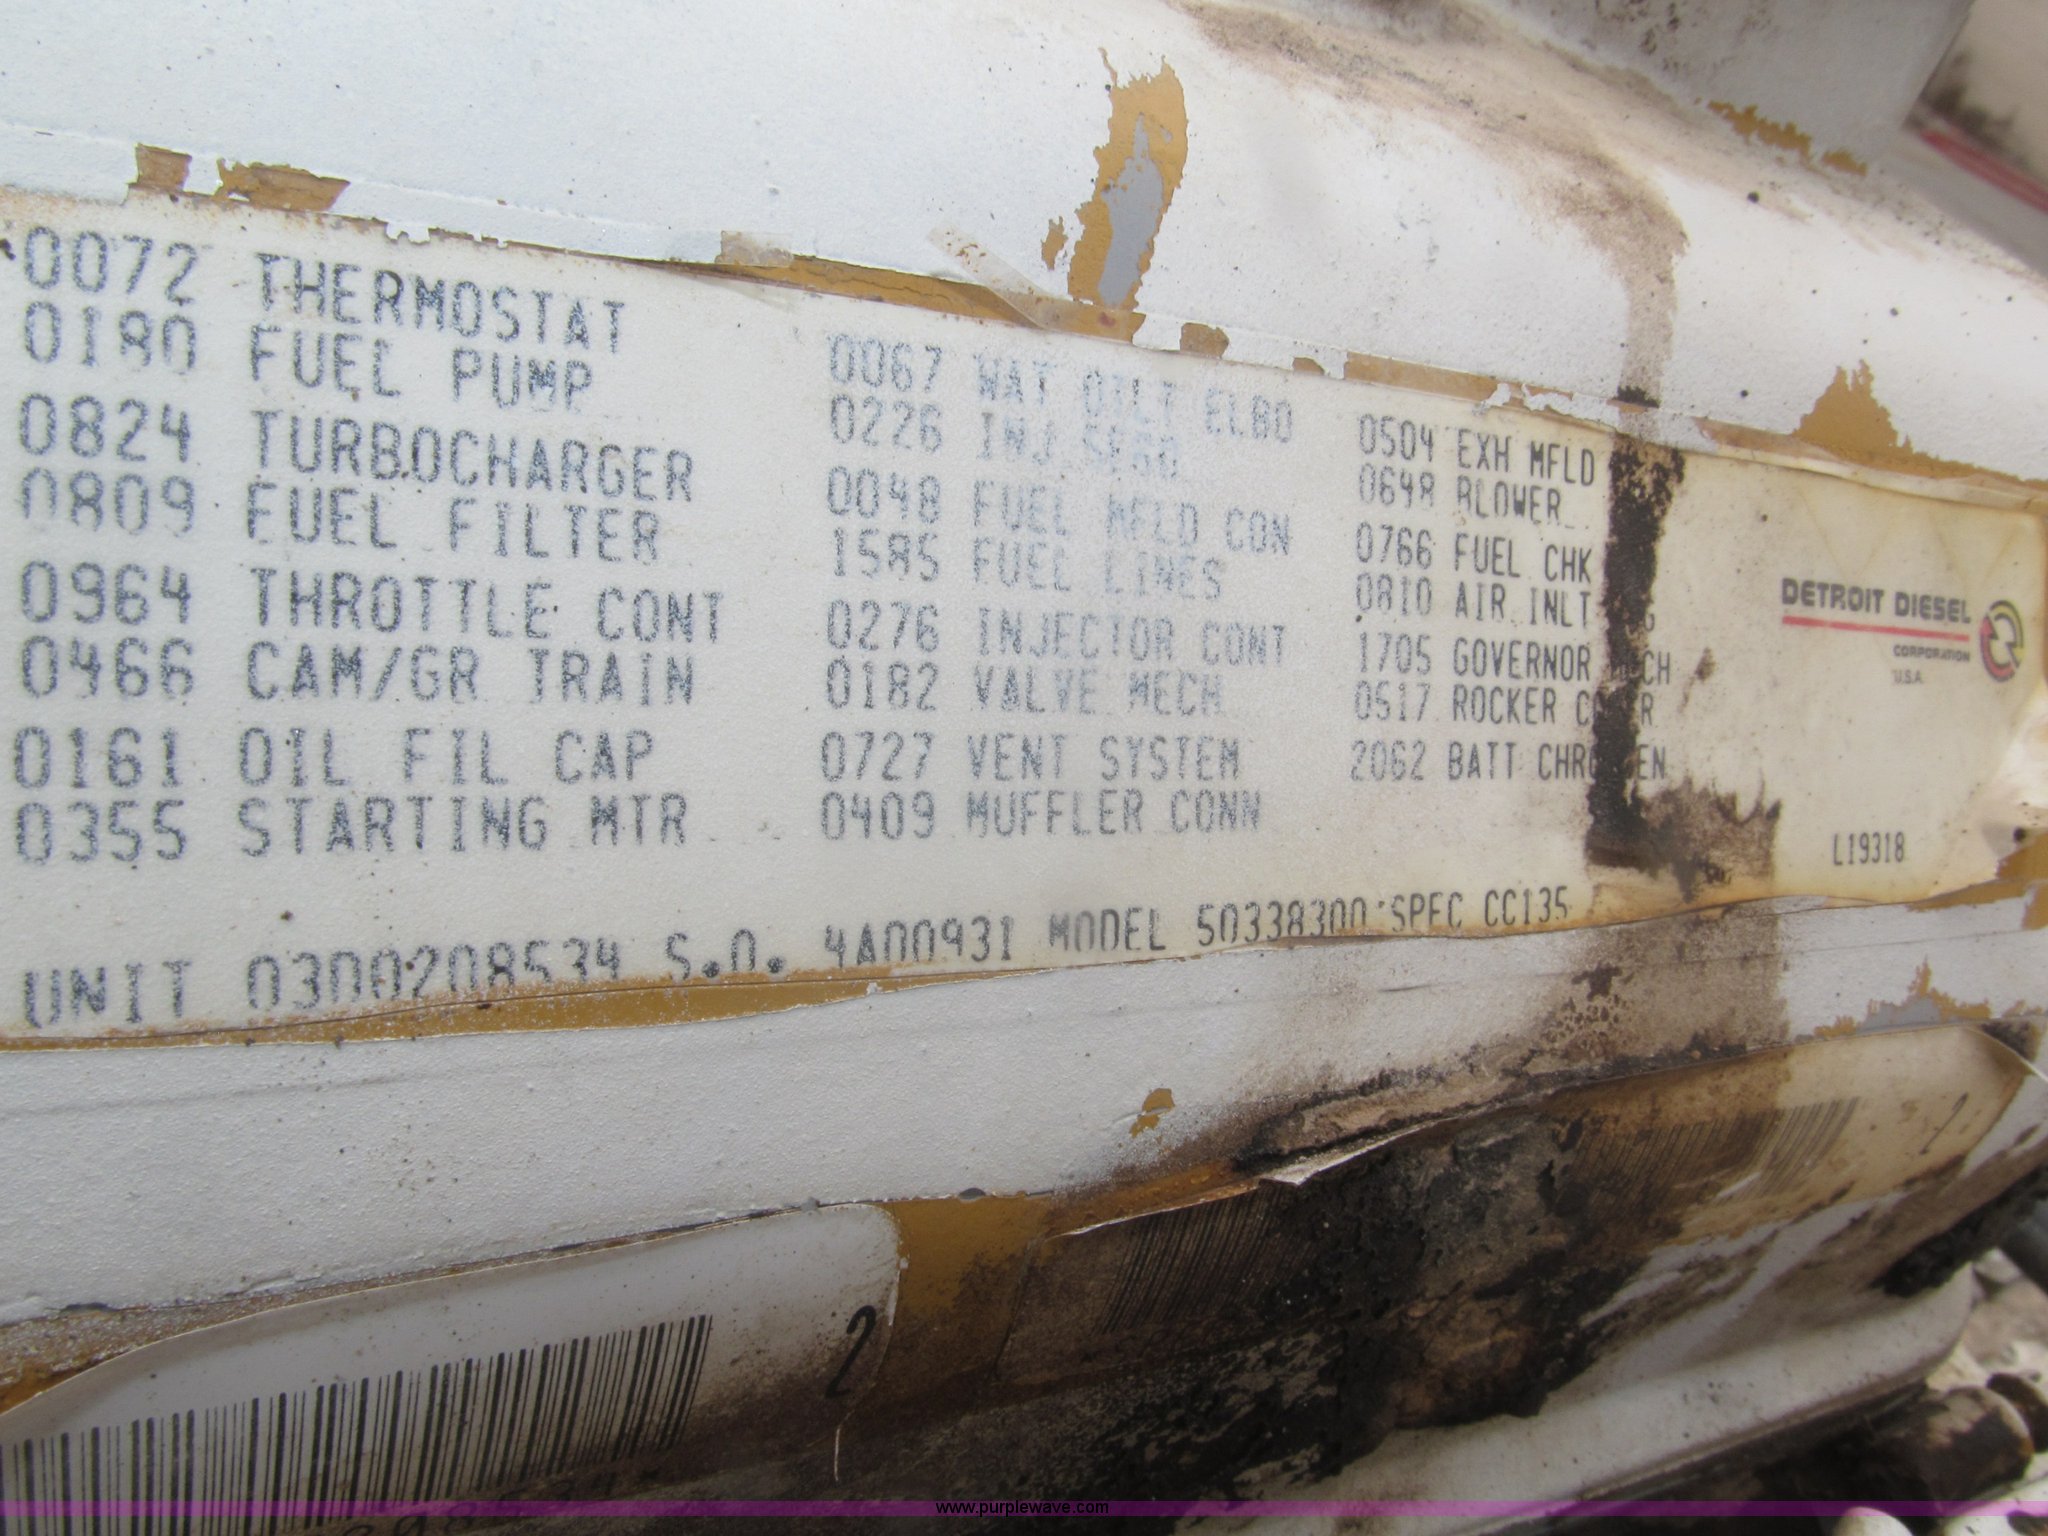 0072 THERMOSTAT
0180 FUEL PUMP
0824 TURBOCHARGER
0809 FUEL FILTER
0964 THROTTLE CONT
0466 CAM/GR TRAIN
0161 OIL FIL CAP
0355 STARTING MTR
0067 WAT OTLT ELBO
0226 INJ
0048 FUEL MFLD CON
1585 FUEL LINES
0276 INJECTOR CONT
0182 VALVE MECH
0727 VENT SYSTEM
0409 MUFFLER CONN
0504 EXH MFLD
0648 BLOWER
0766 FUEL CHK
0810 AIR INLT
1705 GOVERNOR
0517 ROCKER
2062 BATT
DETROIT DIESEL
CORPORATION
U.S.A.
L19318
UNIT 0300208534 S.O. 4A00931 MODEL 50338300 SPEC CC135
2
2
www.purplewave.com